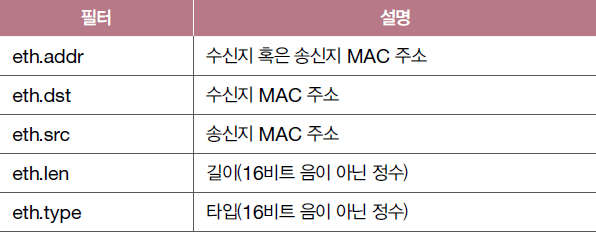 필터 설명
eth.addr 수신지 혹은 송신지 MAC 주소
eth.dst 수신지 MAC 주소
eth.src 송신지 MAC 주소
eth.len 길이(16비트 음이 아닌 정수)
eth.type 타입(16비트 음이 아닌 정수)